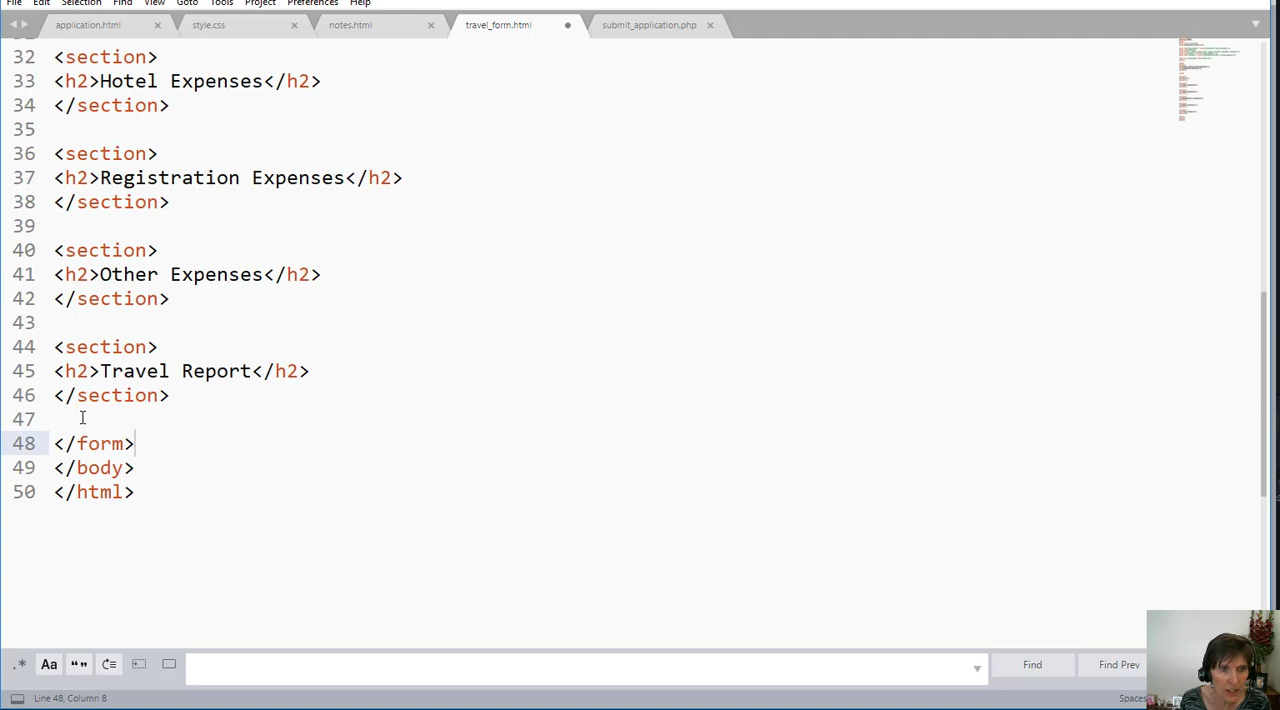 File Edit Selection Find View Goto Tools Project Preferences Help
application.html × style.css × notes.html × travel_form.html submit_application.php ×
32 <section>
33 <h2>Hotel Expenses</h2>
34 </section>
35
36 <section>
37 <h2>Registration Expenses</h2>
38 </section>
39
40 <section>
41 <h2>Other Expenses</h2>
42 </section>
43
44 <section>
45 <h2>Travel Report</h2>
46 </section>
47
48 </form>
49 </body>
50 </html>
.* Aa “” Find Find Prev
Line 48, Column 8 Spaces